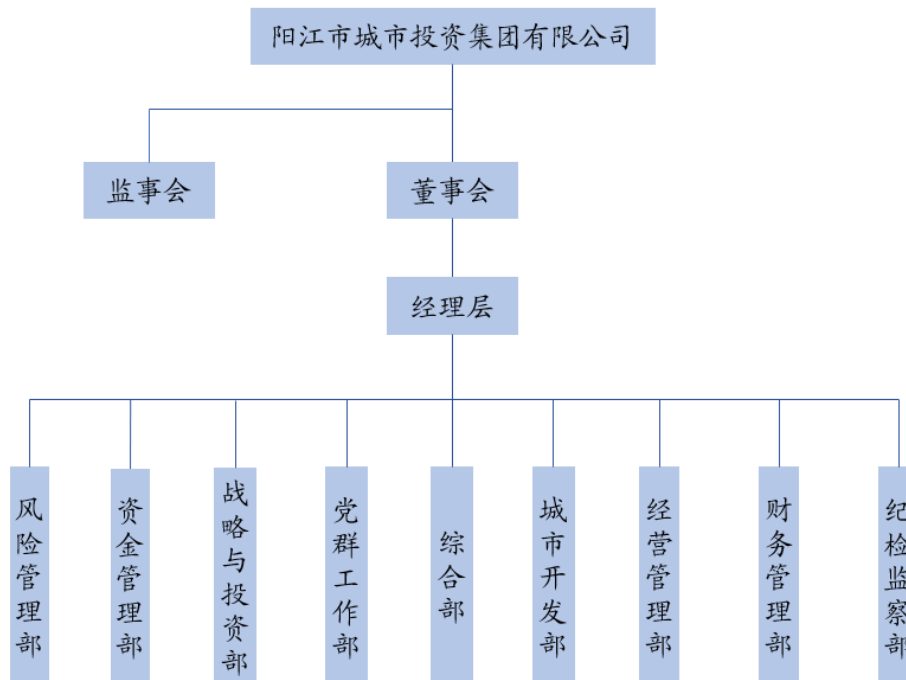 阳江市城市投资集团有限公司
监事会
董事会
经理层
风险管理部
资金管理部
战略与投资部
党群工作部
综合部
城市开发部
经营管理部
财务管理部
纪检监察部